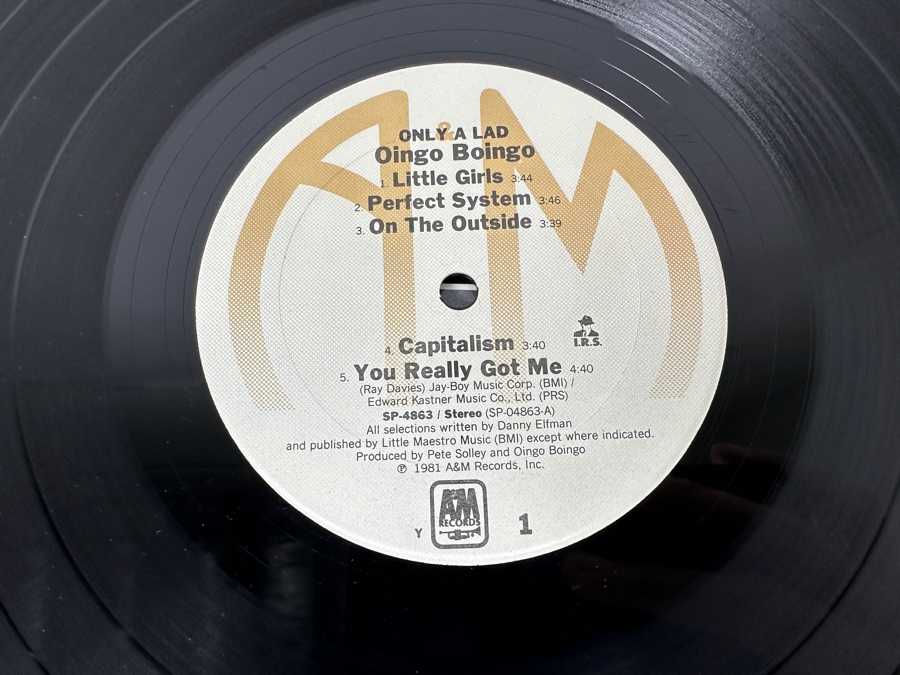 A&M
ONLY A LAD
Oingo Boingo
1. Little Girls 3:44
2. Perfect System 3:46
3. On The Outside 3:39
I.R.S.
4. Capitalism 3:40
5. You Really Got Me 4:40
(Ray Davies) Jay-Boy Music Corp. (BMI) /
Edward Kastner Music Co., Ltd. (PRS)
SP-4863 / Stereo (SP-04863-A)
All selections written by Danny Elfman
and published by Little Maestro Music (BMI) except where indicated.
Produced by Pete Solley and Oingo Boingo
℗ 1981 A&M Records, Inc.
A&M
RECORDS
Y 1